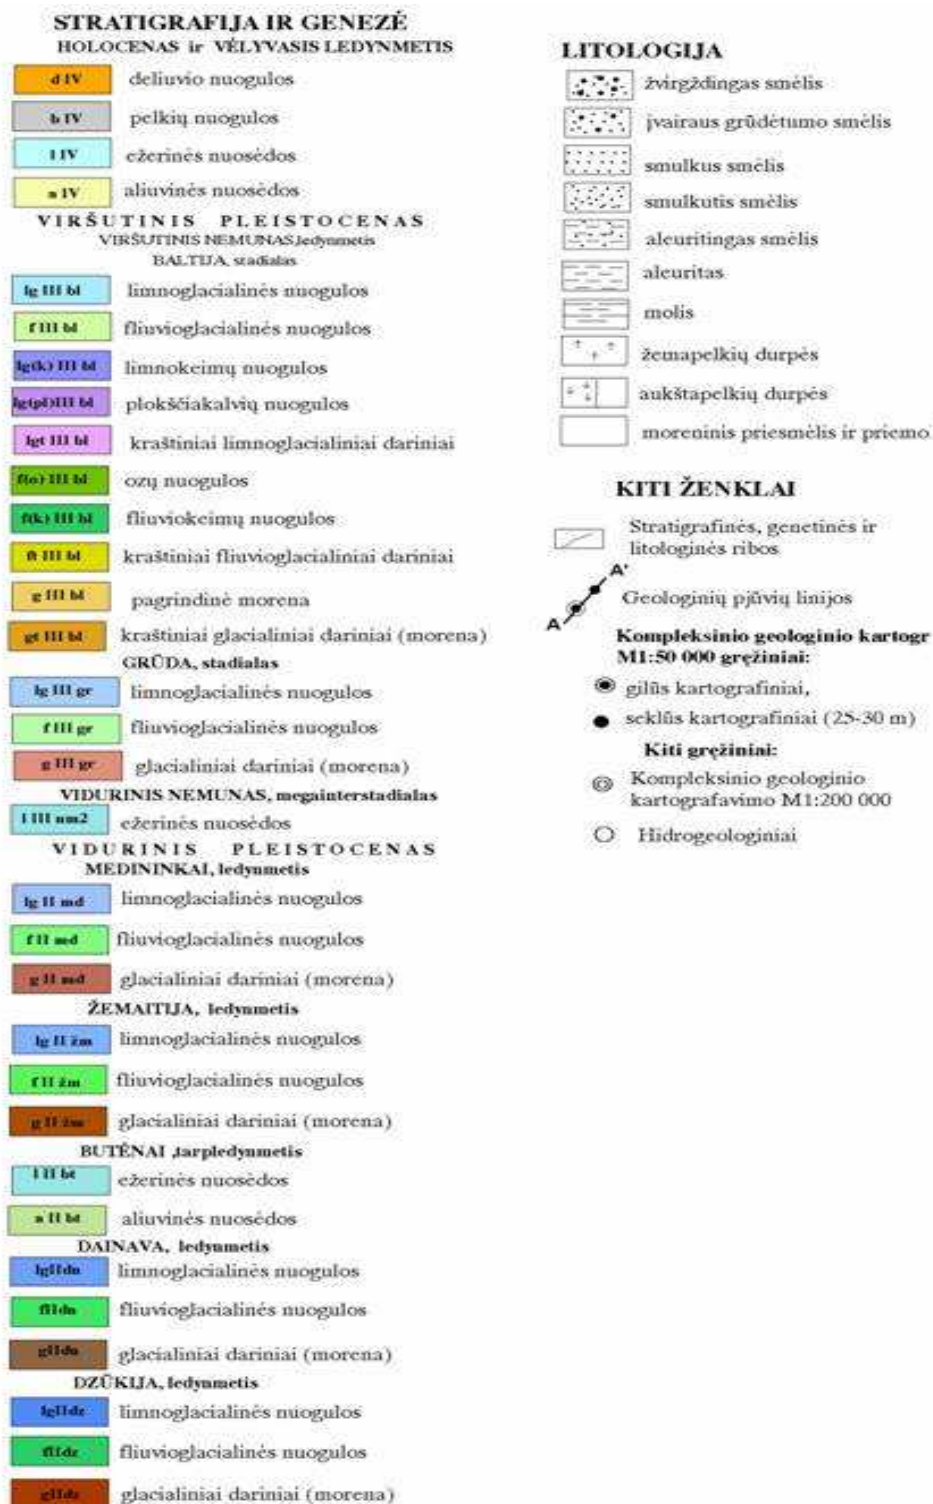 STRATIGRAFIJA IR GENEZĖ
HOLOCENAS ir VĖLYVASIS LEDYNMETIS
d IV deliuvio nuogulos
b IV pelkių nuogulos
l IV ežerinės nuosėdos
a IV aliuvinės nuosėdos
VIRŠUTINIS PLEISTOCENAS
VIRŠUTINIS NEMUNAS, ledynmetis
BALTIJA, stadialas
lg III bl limnoglacialinės nuogulos
f III bl fliuvioglacialinės nuogulos
lg(k) III bl limnokeimų nuogulos
lg(pl)III bl plokščiakalvių nuogulos
lgt III bl kraštiniai limnoglacialiniai dariniai
f(o) III bl ozų nuogulos
f(k) III bl fliuviokeimų nuogulos
ft III bl kraštiniai fliuvioglacialiniai dariniai
g III bl pagrindinė morena
gt III bl kraštiniai glacialiniai dariniai (morena)
GRŪDA, stadialas
lg III gr limnoglacialinės nuogulos
f III gr fliuvioglacialinės nuogulos
g III gr glacialiniai dariniai (morena)
VIDURINIS NEMUNAS, megainterstadialas
l III nm2 ežerinės nuosėdos
VIDURINIS PLEISTOCENAS
MEDININKAI, ledynmetis
lg II md limnoglacialinės nuogulos
f II md fliuvioglacialinės nuogulos
g II md glacialiniai dariniai (morena)
ŽEMAITIJA, ledynmetis
lg II žm limnoglacialinės nuogulos
f II žm fliuvioglacialinės nuogulos
g II žm glacialiniai dariniai (morena)
BUTĖNAI ,tarpledynmetis
l II bt ežerinės nuosėdos
a II bt aliuvinės nuosėdos
DAINAVA, ledynmetis
lgIIdn limnoglacialinės nuogulos
fIIdn fliuvioglacialinės nuogulos
gIIdn glacialiniai dariniai (morena)
DZŪKIJA, ledynmetis
lgIIdz limnoglacialinės nuogulos
fIIdz fliuvioglacialinės nuogulos
gIIdz glacialiniai dariniai (morena)
LITOLOGIJA
žvirgždingas smėlis
įvairaus grūdėtumo smėlis
smulkus smėlis
smulkutis smėlis
aleuritingas smėlis
aleuritas
molis
žemapelkių durpės
aukštapelkių durpės
moreninis priesmėlis ir priemo
KITI ŽENKLAI
Stratigrafinės, genetinės ir
litologinės ribos
A A' Geologinių pjūvių linijos
Kompleksinio geologinio kartogr
M1:50 000 gręžiniai:
gilūs kartografiniai,
seklūs kartografiniai (25-30 m)
Kiti gręžiniai:
Kompleksinio geologinio
kartografavimo M1:200 000
Hidrogeologiniai